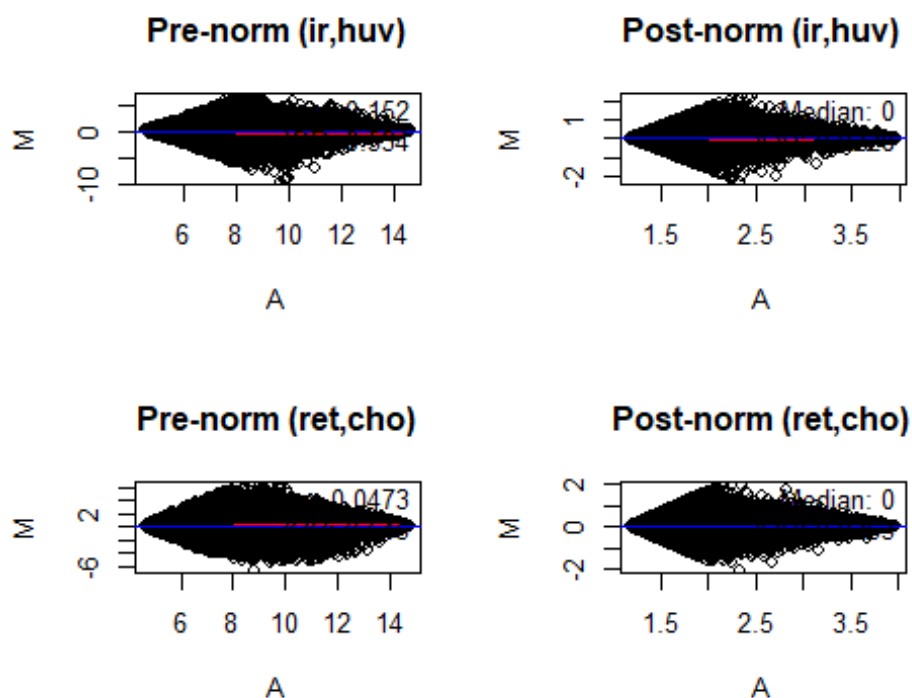 Pre-norm (ir,huv)
M
0
-10
0.152
6 8 10 12 14
A
Post-norm (ir,huv)
M
1
-2
Median: 0
1.5 2.5 3.5
A
Pre-norm (ret,cho)
M
2
-6
0.0473
6 8 10 12 14
A
Post-norm (ret,cho)
M
2
0
-2
Median: 0
1.5 2.5 3.5
A